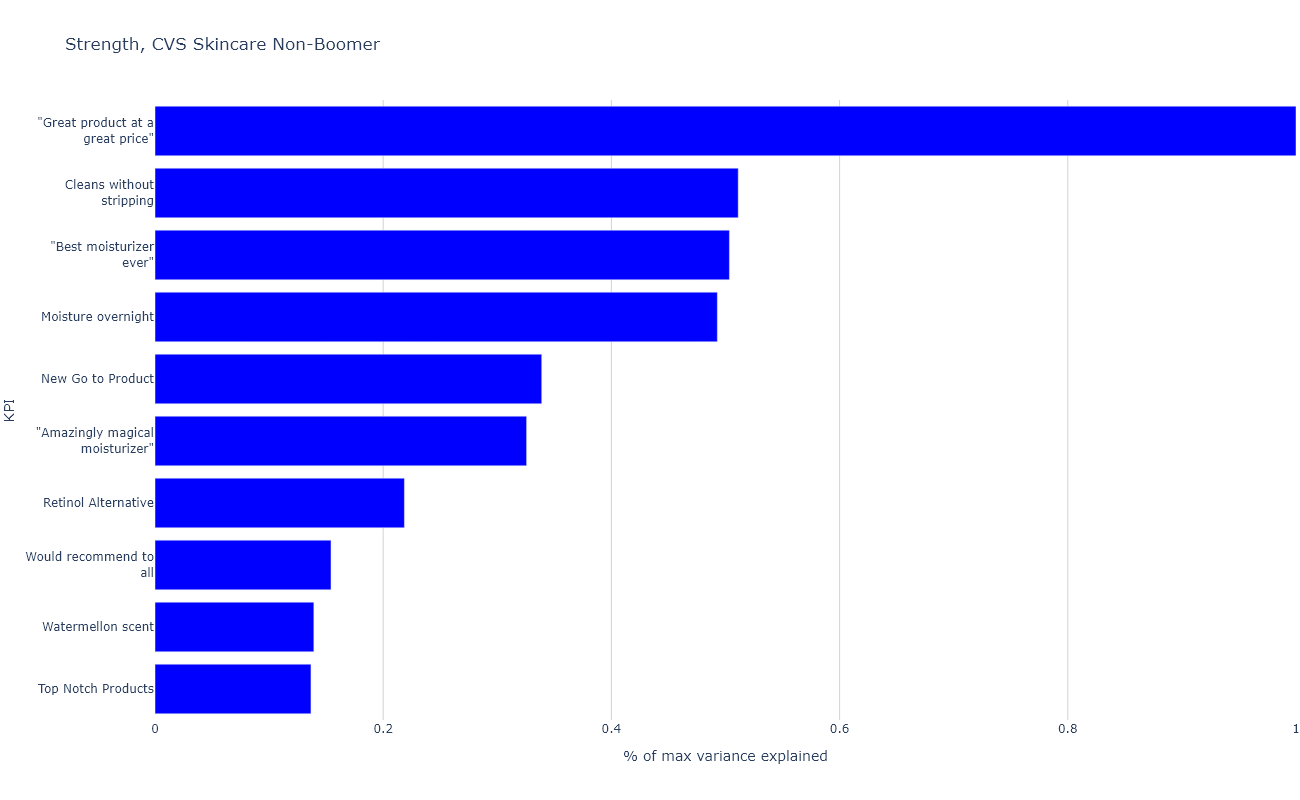 Strength, CVS Skincare Non-Boomer
"Great product at a
great price"
Cleans without
stripping
"Best moisturizer
ever"
Moisture overnight
New Go to Product
"Amazingly magical
moisturizer"
Retinol Alternative
Would recommend to
all
Watermellon scent
Top Notch Products
KPI
0 0.2 0.4 0.6 0.8 1
% of max variance explained